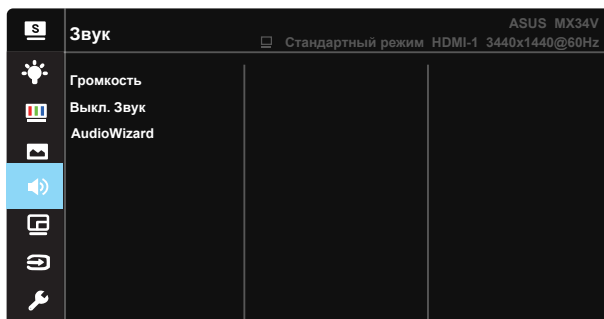 S
Звук
ASUS MX34V
Стандартный режим HDMI-1 3440x1440@60Hz
Громкость
Выкл. Звук
AudioWizard